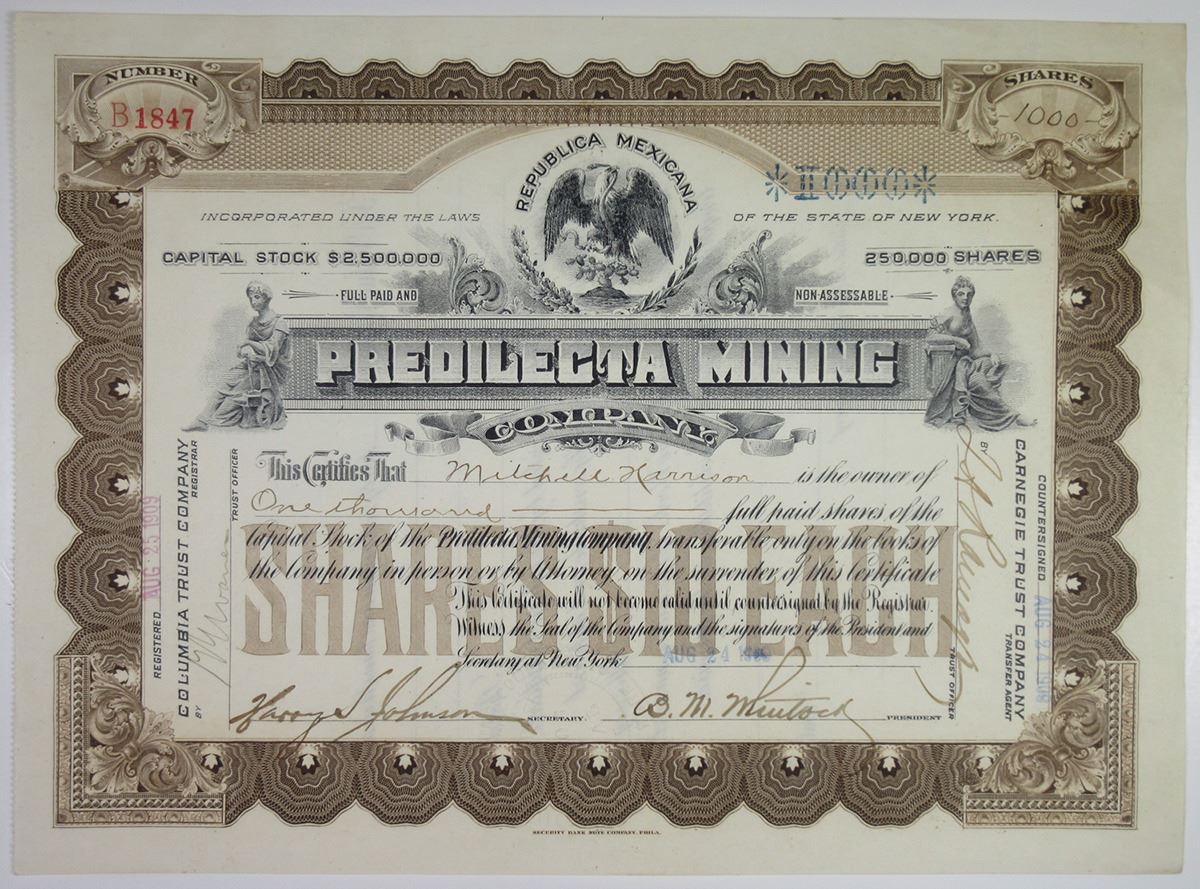 NUMBER
B1847
SHARES
-1000-
REPUBLICA MEXICANA
*1000*
INCORPORATED UNDER THE LAWS OF THE STATE OF NEW YORK.
CAPITAL STOCK $2,500,000 250,000 SHARES
FULL PAID AND NON-ASSESSABLE
PREDILECTA MINING
COMPANY
This Certifies That Mitchell Harrison is the owner of
One thousand full paid shares of the
Capital Stock of the Predilecta Mining Company, transferable only on the books of
the Company in person or by Attorney on the surrender of this Certificate
This Certificate will not become valid until countersigned by the Registrar
Witness the Seal of the Company and the signatures of the President and
Secretary at New York AUG 24 1909
SHARES $10 EACH
Harry S Johnson SECRETARY. B. M. PRESIDENT
REGISTERED AUG 25 1909
COLUMBIA TRUST COMPANY
REGISTRAR
BY
TRUST OFFICER
COUNTERSIGNED AUG 24 1909
CARNEGIE TRUST COMPANY
TRANSFER AGENT
BY
TRUST OFFICER
SECURITY BANK NOTE COMPANY, PHILA.